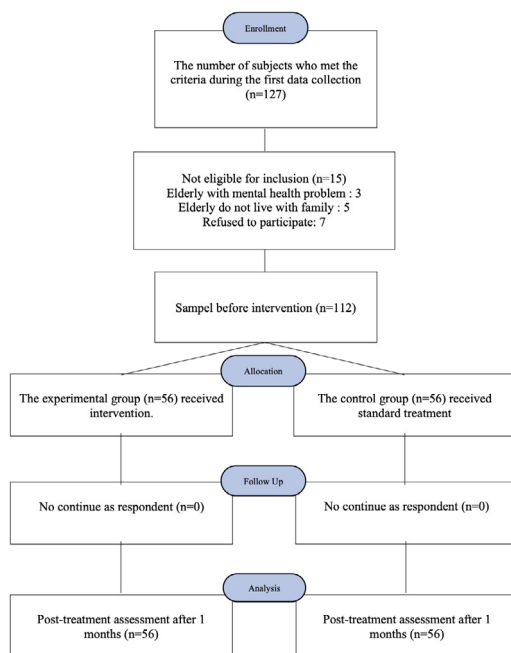 Enrollment
The number of subjects who met the
criteria during the first data collection
(n=127)
Not eligible for inclusion (n=15)
Elderly with mental health problem : 3
Elderly do not live with family : 5
Refused to participate: 7
Sampel before intervention (n=112)
Allocation
The experimental group (n=56) received
intervention.
The control group (n=56) received
standard treatment
Follow Up
No continue as respondent (n=0)
No continue as respondent (n=0)
Analysis
Post-treatment assessment after 1
months (n=56)
Post-treatment assessment after 1
months (n=56)